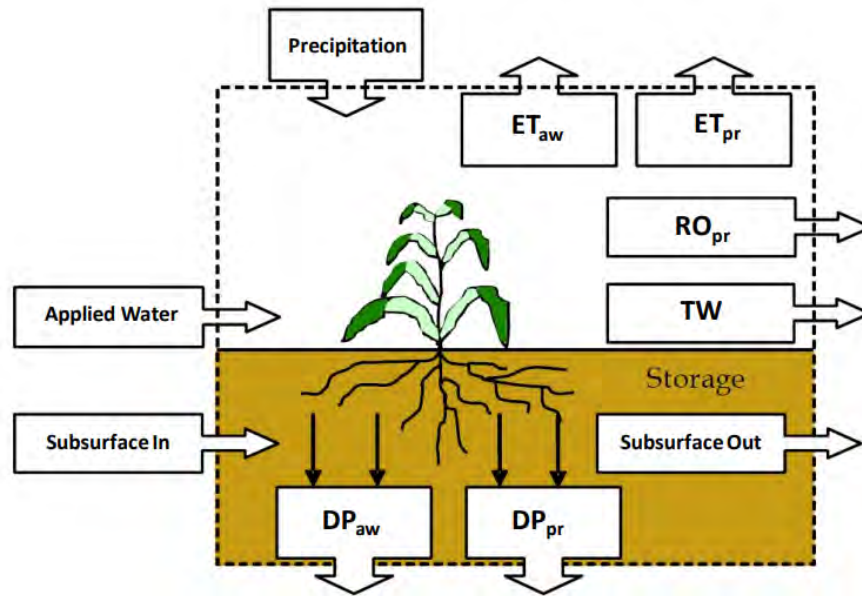 Precipitation
ETaw
ETpr
ROpr
Applied Water
TW
Storage
Subsurface In
Subsurface Out
DPaw
DPpr